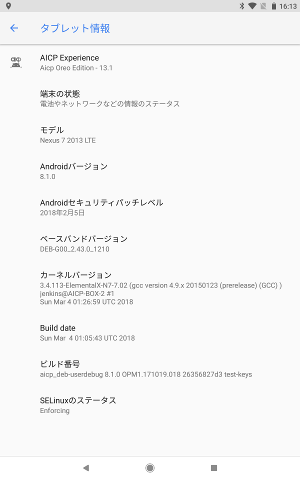 16:13
タブレット情報
AICP Experience
Aicp Oreo Edition - 13.1
端末の状態
電池やネットワークなどの情報のステータス
モデル
Nexus 7 2013 LTE
Androidバージョン
8.1.0
Androidセキュリティパッチレベル
2018年2月5日
ベースバンドバージョン
DEB-G00_2.43.0_1210
カーネルバージョン
3.4.113-ElementalX-N7-7.02 (gcc version 4.9.x 20150123 (prerelease) (GCC) )
jenkins@AICP-BOX-2 #1
Sun Mar 4 01:26:59 UTC 2018
Build date
Sun Mar  4 01:05:43 UTC 2018
ビルド番号
aicp_deb-userdebug 8.1.0 OPM1.171019.018 26356827d3 test-keys
SELinuxのステータス
Enforcing